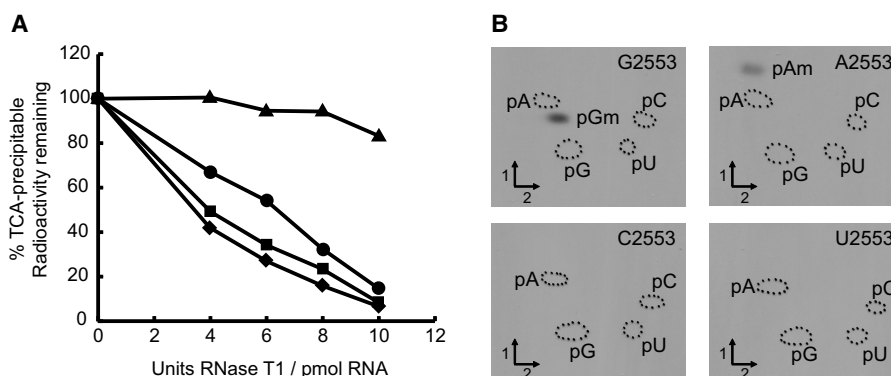 A
% TCA-precipitable
Radioactivity remaining
120
100
80
60
40
20
0
0 2 4 6 8 10 12
Units RNase T1 / pmol RNA
B
G2553
pA
pC
pGm
pG
pU
1
2
A2553
pAm
pA
pC
pG
pU
1
2
C2553
pA
pC
pG
pU
1
2
U2553
pA
pC
pG
pU
1
2